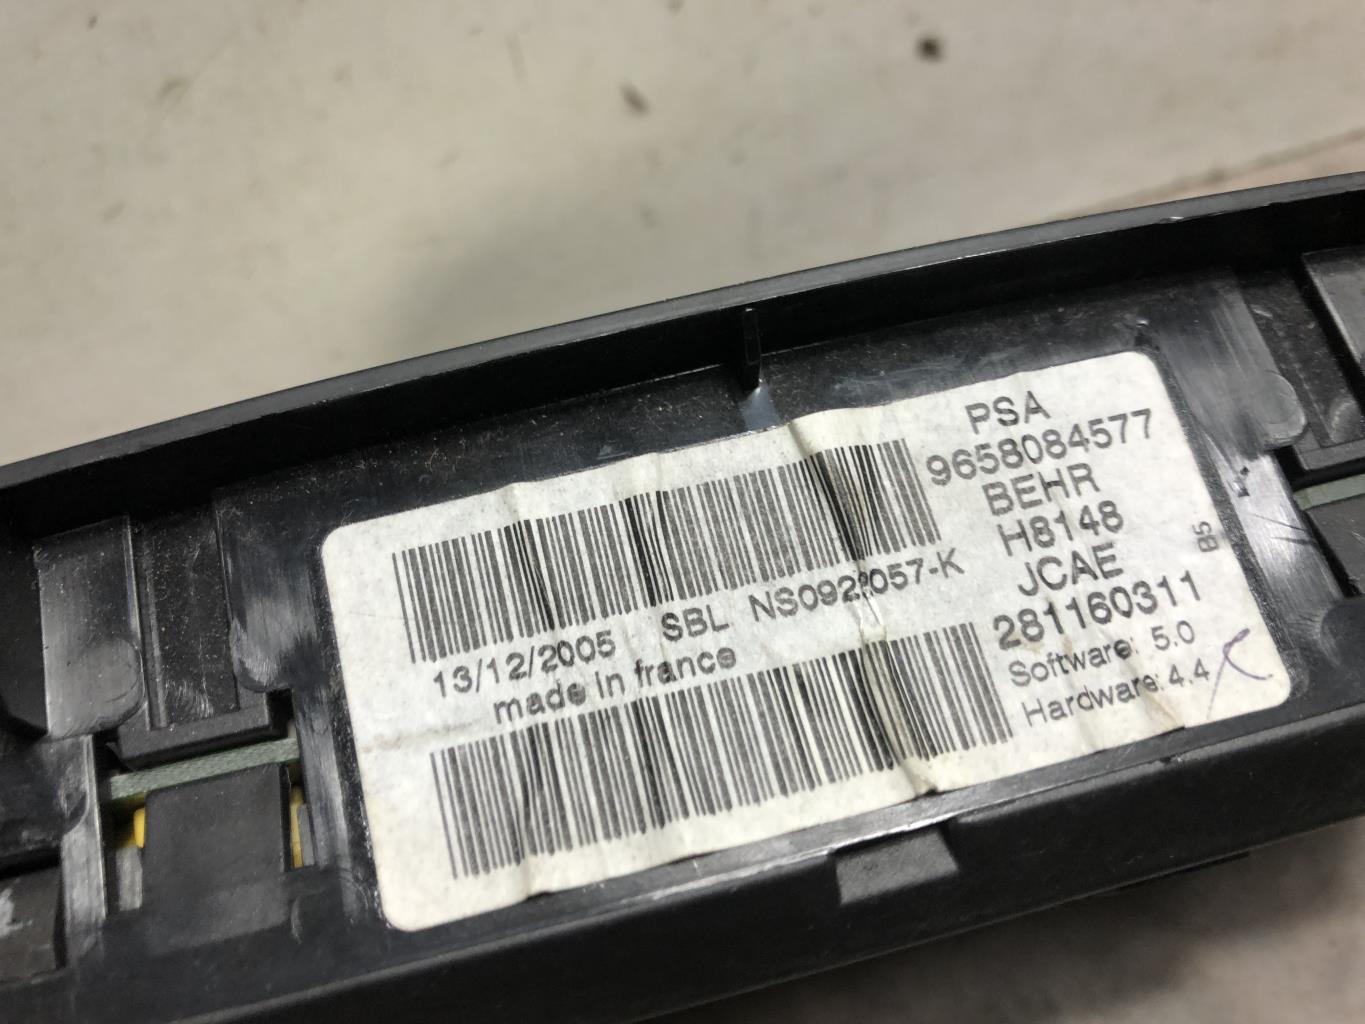 PSA
9658084577
BEHR
H8148
JCAE
281160311
Software: 5.0
Hardware: 4.4
B5
13/12/2005 SBL NS0922057-K
made in france